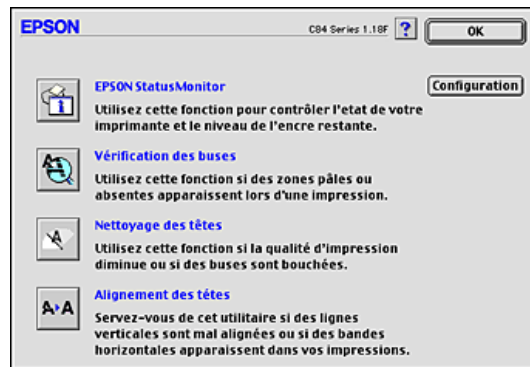 EPSON
C84 Series 1.18F ? OK
EPSON StatusMonitor
Configuration
Utilisez cette fonction pour contrôler l'etat de votre
imprimante et le niveau de l'encre restante.
Vérification des buses
Utilisez cette fonction si des zones pâles ou
absentes apparaissent lors d'une impression.
Nettoyage des têtes
Utilisez cette fonction si la qualité d'impression
diminue ou si des buses sont bouchées.
Alignement des tétes
Servez-vous de cet utilitaire si des lignes
verticales sont mal alignées ou si des bandes
horizontales apparaissent dans vos impressions.